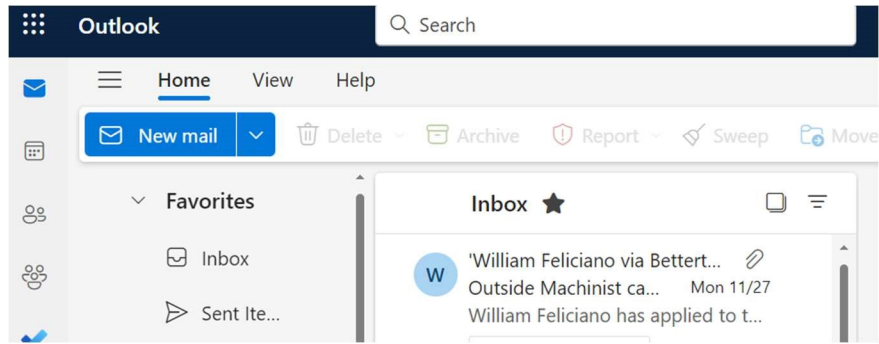 Outlook
Search
Home View Help
New mail Delete Archive Report Sweep Move
Favorites
Inbox
Sent Ite...
Inbox
W
'William Feliciano via Bettert...
Outside Machinist ca... Mon 11/27
William Feliciano has applied to t...